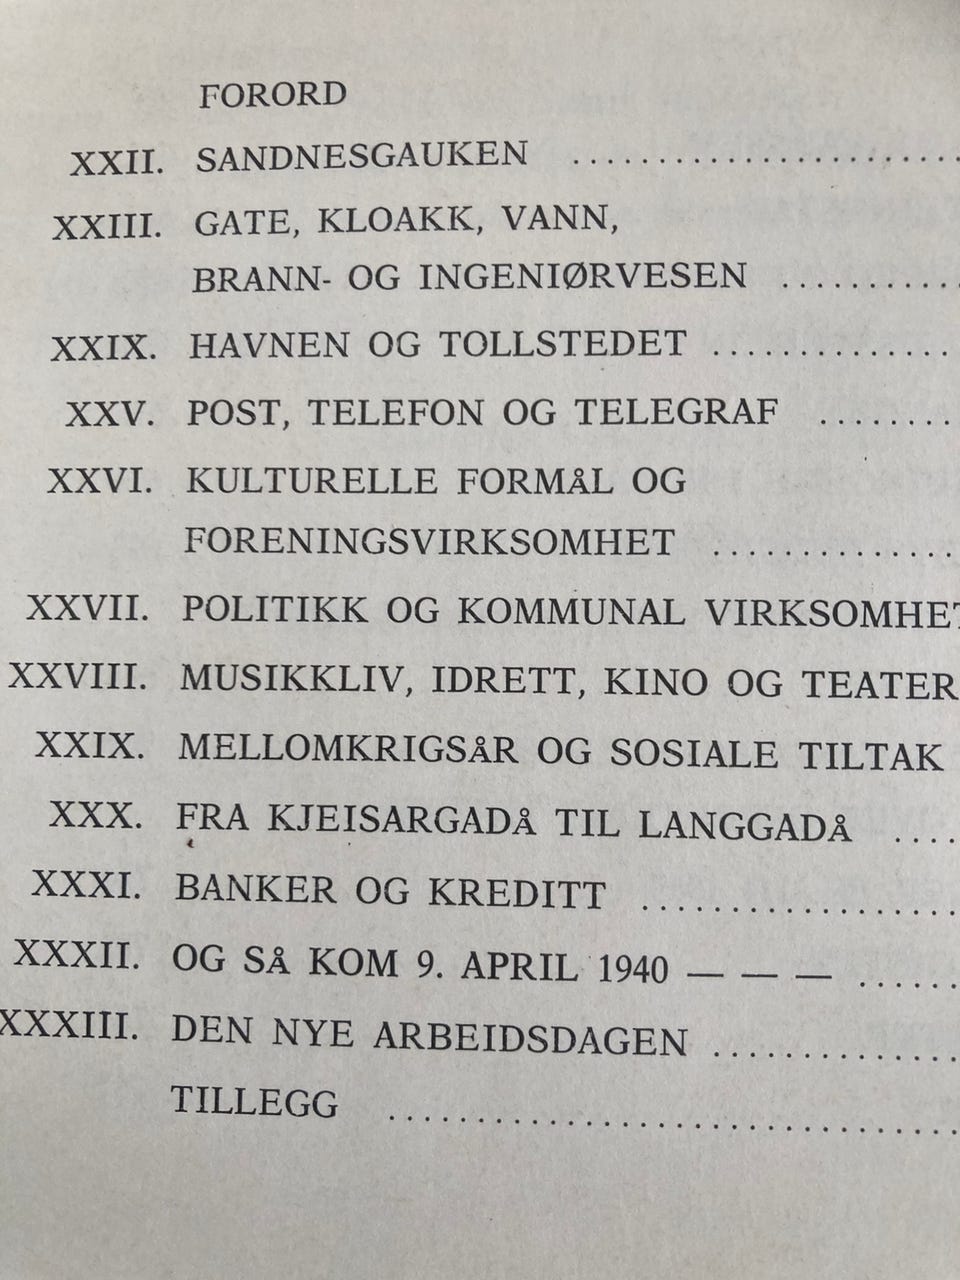 FORORD
XXII. SANDNESGAUKEN ........................
XXIII. GATE, KLOAKK, VANN,
BRANN- OG INGENIØRVESEN ...........
XXIX. HAVNEN OG TOLLSTEDET ..............
XXV. POST, TELEFON OG TELEGRAF ........
XXVI. KULTURELLE FORMÅL OG
FORENINGSVIRKSOMHET ..............
XXVII. POLITIKK OG KOMMUNAL VIRKSOMHET
XXVIII. MUSIKKLIV, IDRETT, KINO OG TEATER
XXIX. MELLOMKRIGSÅR OG SOSIALE TILTAK
XXX. FRA KJEISARGADÅ TIL LANGGADÅ ....
XXXI. BANKER OG KREDITT ...................
XXXII. OG SÅ KOM 9. APRIL 1940 — — — ......
XXXIII. DEN NYE ARBEIDSDAGEN ..............
TILLEGG ..................................